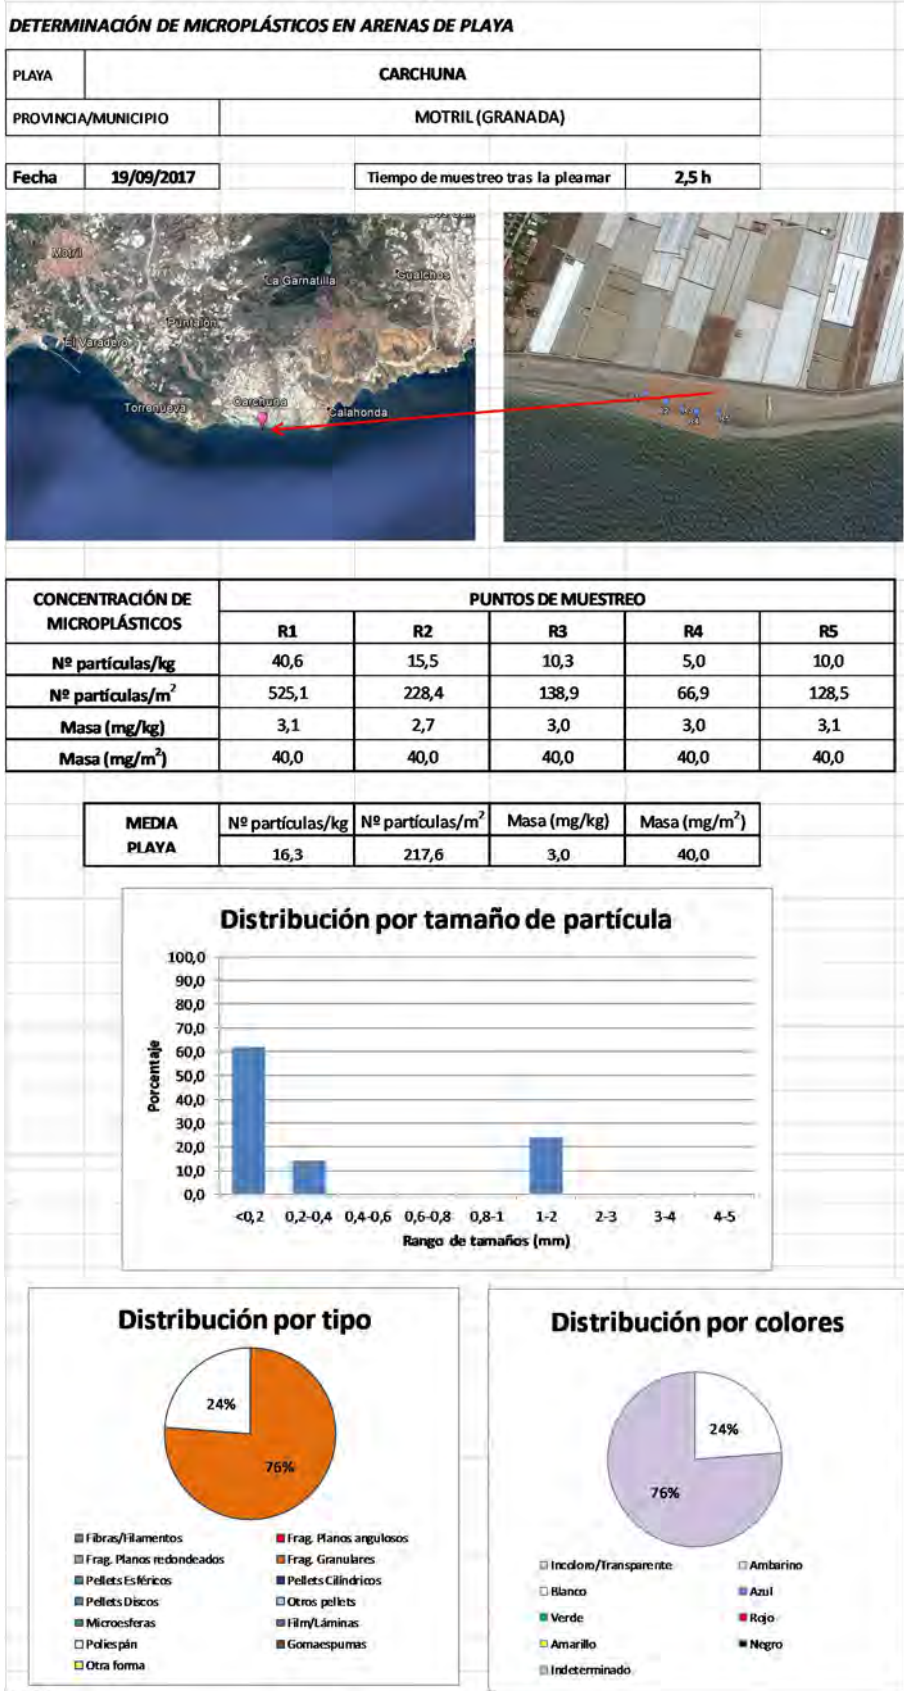 DETERMINACIÓN DE MICROPLÁSTICOS EN ARENAS DE PLAYA
PLAYA CARCHUNA
PROVINCIA/MUNICIPIO MOTRIL (GRANADA)
Fecha 19/09/2017 Tiempo de muestreo tras la pleamar 2,5 h
Motril
La Garnatilla
Gualchos
Puntalón
El Varadero
Torrenueva
Carchuna
Calahonda
R4
CONCENTRACIÓN DE MICROPLÁSTICOS PUNTOS DE MUESTREO
R1 R2 R3 R4 R5
Nº partículas/kg 40,6 15,5 10,3 5,0 10,0
Nº partículas/m² 525,1 228,4 138,9 66,9 128,5
Masa (mg/kg) 3,1 2,7 3,0 3,0 3,1
Masa (mg/m²) 40,0 40,0 40,0 40,0 40,0
MEDIA PLAYA Nº partículas/kg Nº partículas/m² Masa (mg/kg) Masa (mg/m²)
16,3 217,6 3,0 40,0
Distribución por tamaño de partícula
Porcentaje
100,0
90,0
80,0
70,0
60,0
50,0
40,0
30,0
20,0
10,0
0,0
<0,2 0,2-0,4 0,4-0,6 0,6-0,8 0,8-1 1-2 2-3 3-4 4-5
Rango de tamaños (mm)
Distribución por tipo
24%
76%
Fibras/Filamentos Frag. Planos angulosos
Frag. Planos redondeados Frag. Granulares
Pellets Esféricos Pellets Cilíndricos
Pellets Discos Otros pellets
Microesferas Film/Láminas
Poliespán Gomaespumas
Otra forma
Distribución por colores
24%
76%
Incoloro/Transparente Ambarino
Blanco Azul
Verde Rojo
Amarillo Negro
Indeterminado